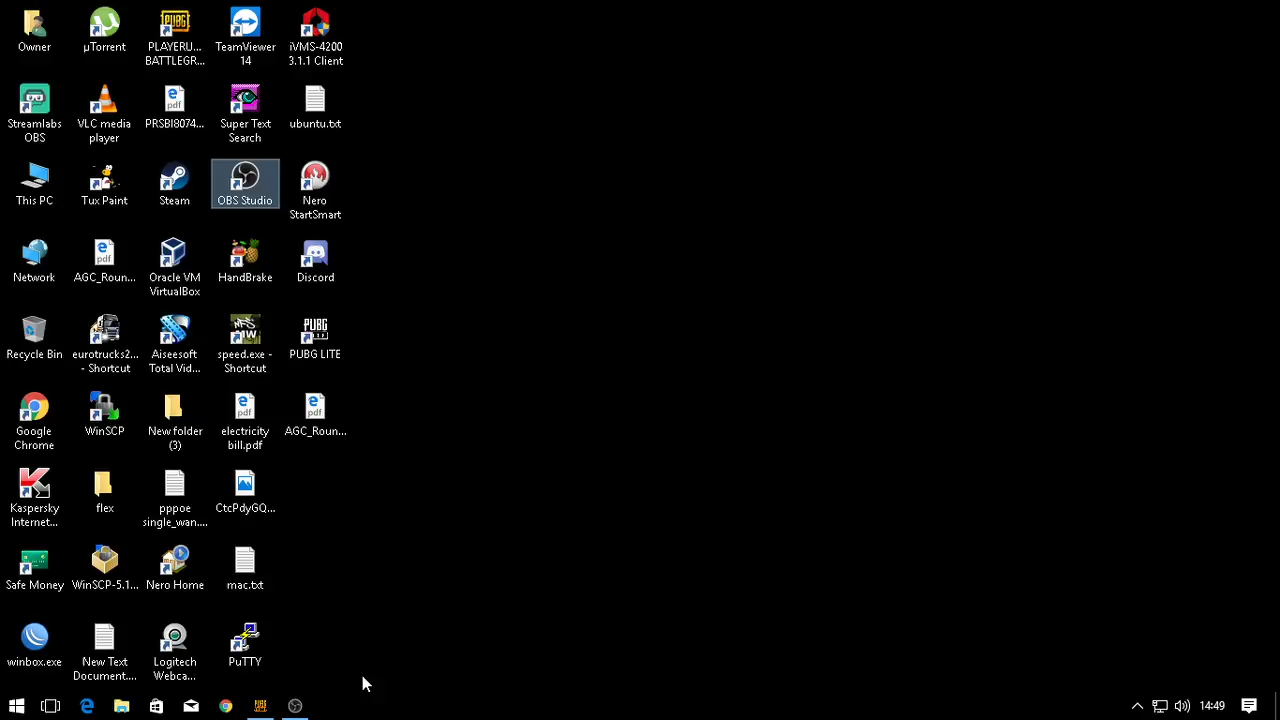 Owner
µTorrent
PLAYERU...
BATTLEGR...
TeamViewer
14
iVMS-4200
3.1.1 Client
Streamlabs
OBS
VLC media
player
PRSBI8074...
Super Text
Search
ubuntu.txt
This PC
Tux Paint
Steam
OBS Studio
Nero
StartSmart
Network
AGC_Roun...
Oracle VM
VirtualBox
HandBrake
Discord
Recycle Bin
eurotrucks2...
- Shortcut
Aiseesoft
Total Vid...
speed.exe -
Shortcut
PUBG LITE
Google
Chrome
WinSCP
New folder
(3)
electricity
bill.pdf
AGC_Roun...
Kaspersky
Internet...
flex
pppoe
single_wan....
CtcPdyGQ...
Safe Money
WinSCP-5.1...
Nero Home
mac.txt
winbox.exe
New Text
Document....
Logitech
Webca...
PuTTY
14:49